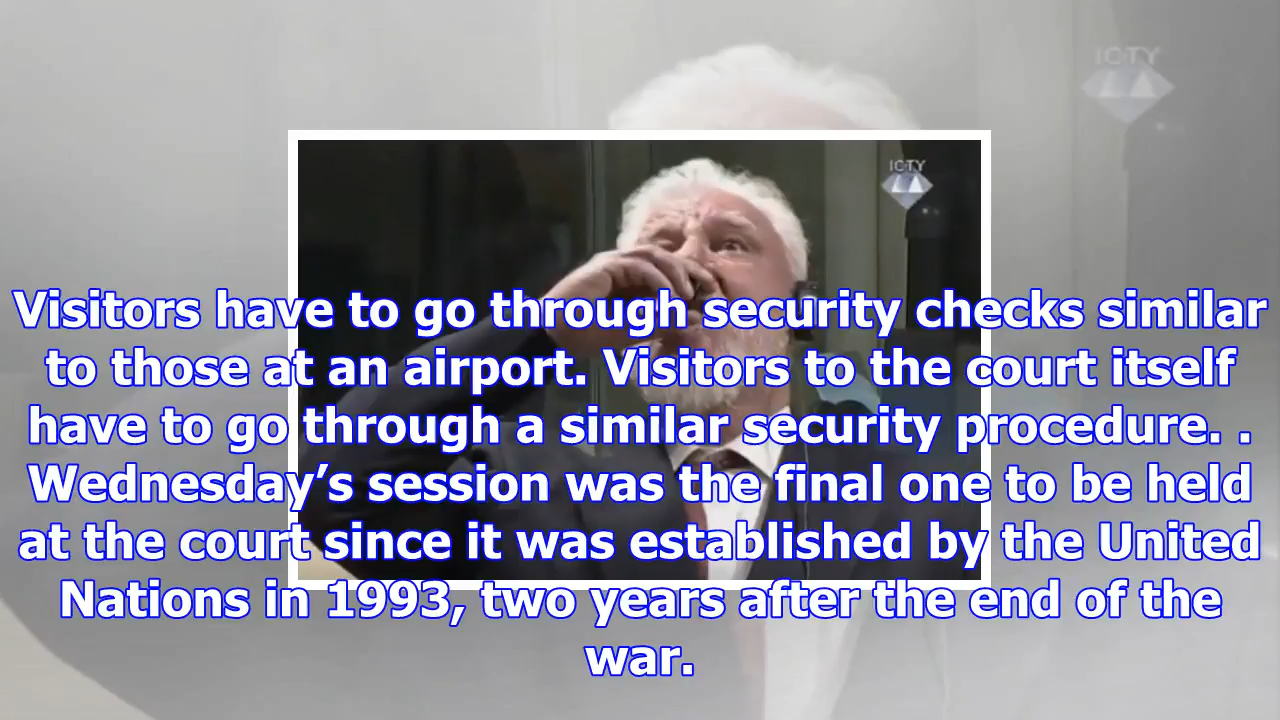 ICTY
ICTY
Visitors have to go through security checks similar
to those at an airport. Visitors to the court itself
have to go through a similar security procedure. .
Wednesday’s session was the final one to be held
at the court since it was established by the United
Nations in 1993, two years after the end of the
war.